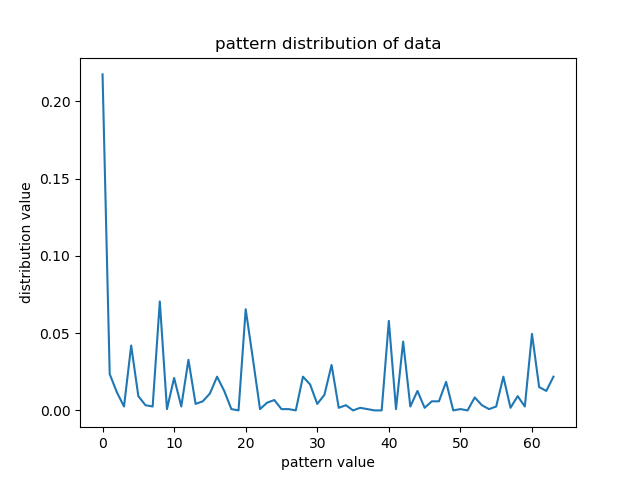 pattern distribution of data
distribution value
0.20
0.15
0.10
0.05
0.00
0 10 20 30 40 50 60
pattern value